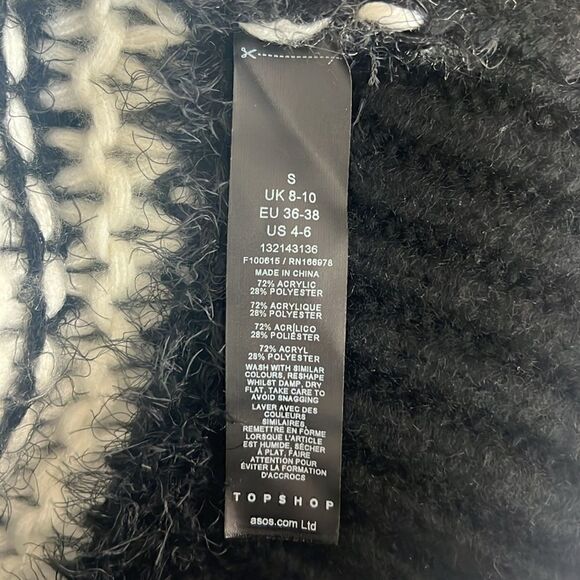 S
UK 8-10
EU 36-38
US 4-6
132143136
F100615 / RN166978
MADE IN CHINA
72% ACRYLIC
28% POLYESTER
72% ACRYLIQUE
28% POLYESTER
72% ACRÍLICO
28% POLIÉSTER
72% ACRYL
28% POLYESTER
WASH WITH SIMILAR
COLOURS, RESHAPE
WHILST DAMP, DRY
FLAT, TAKE CARE TO
AVOID SNAGGING
LAVER AVEC DES
COULEURS
SIMILAIRES,
REMETTRE EN FORME
LORSQUE L'ARTICLE
EST HUMIDE, SÉCHER
À PLAT, FAIRE
ATTENTION POUR
ÉVITER LA FORMATION
D'ACCROCS
TOPSHOP
asos.com Ltd